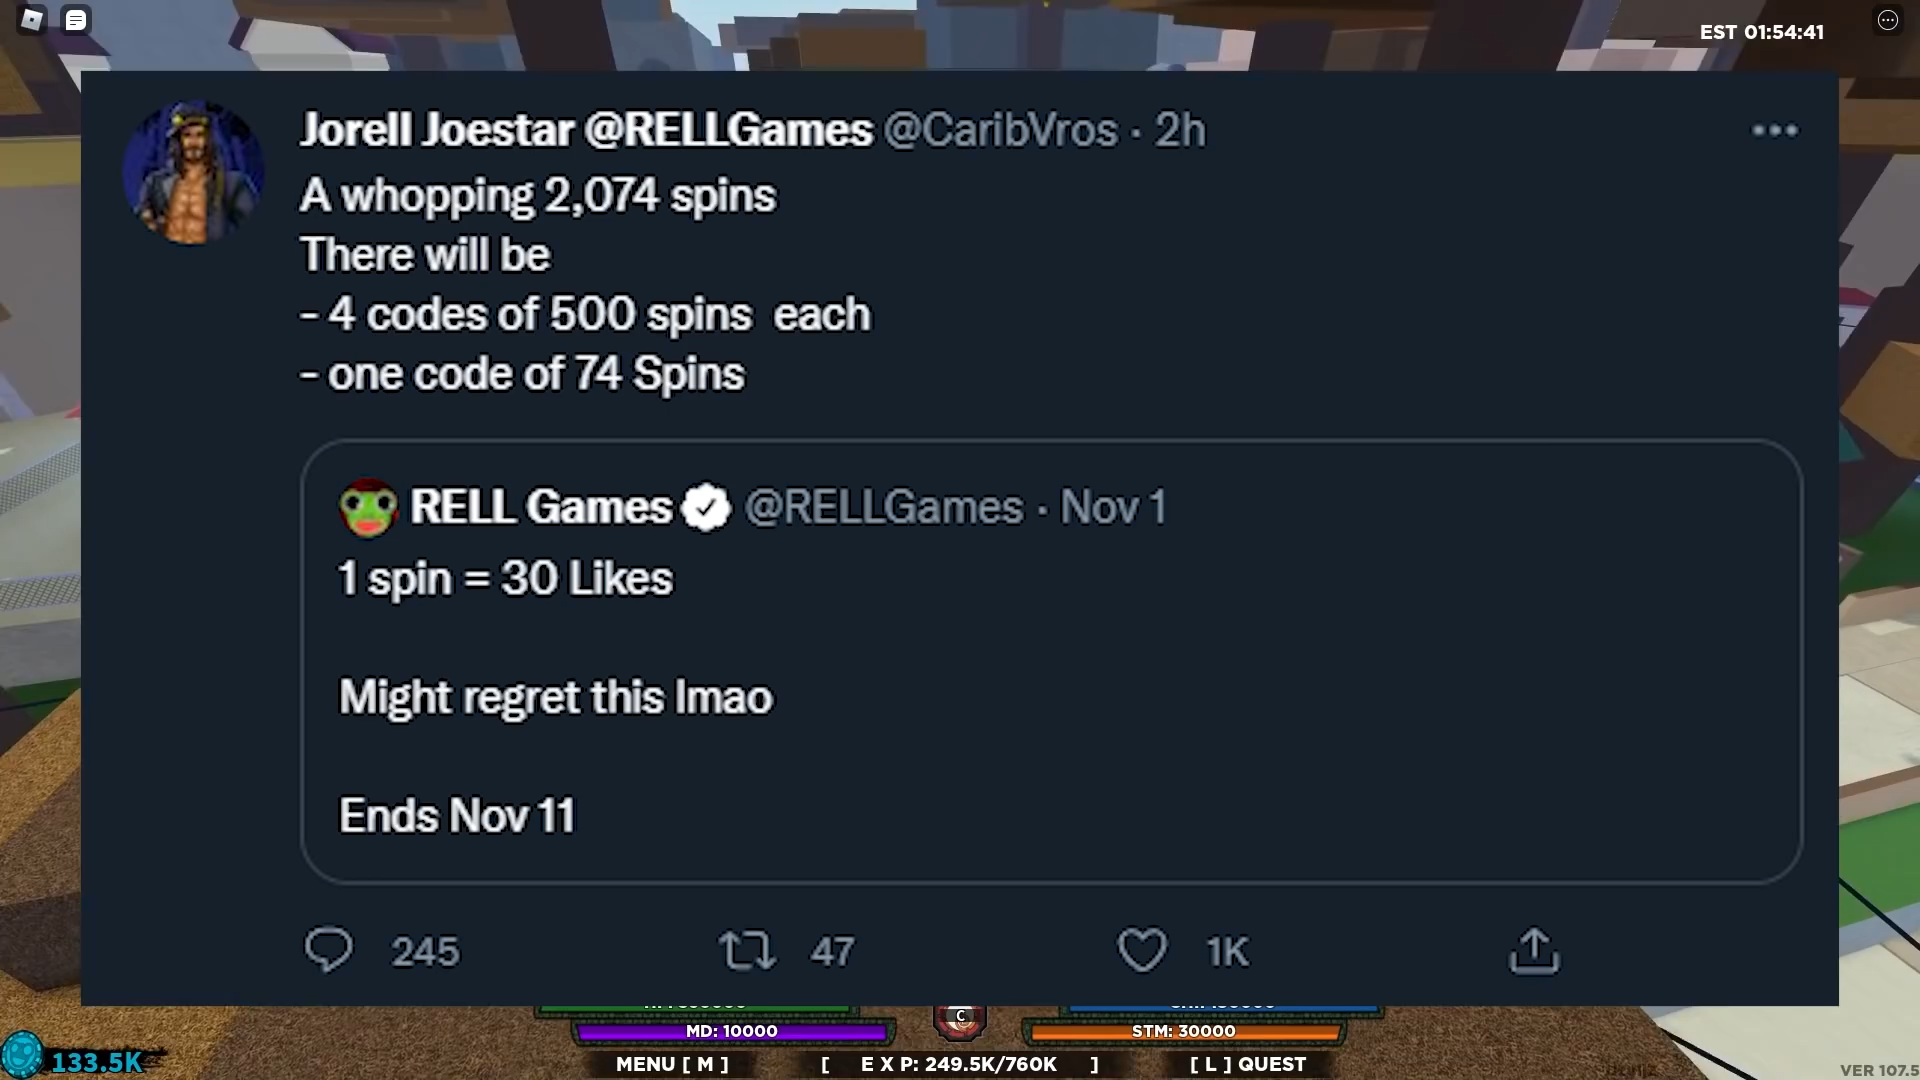 EST 01:54:41
Jorell Joestar @RELLGames @CaribVros · 2h
A whopping 2,074 spins
There will be
- 4 codes of 500 spins  each
- one code of 74 Spins
RELL Games @RELLGames · Nov 1
1 spin = 30 Likes
Might regret this lmao
Ends Nov 11
245 47 1K
C
MD: 10000 STM: 30000
133.5K
MENU [ M ] [ E X P: 249.5K/760K ] [ L ] QUEST
VER 107.5